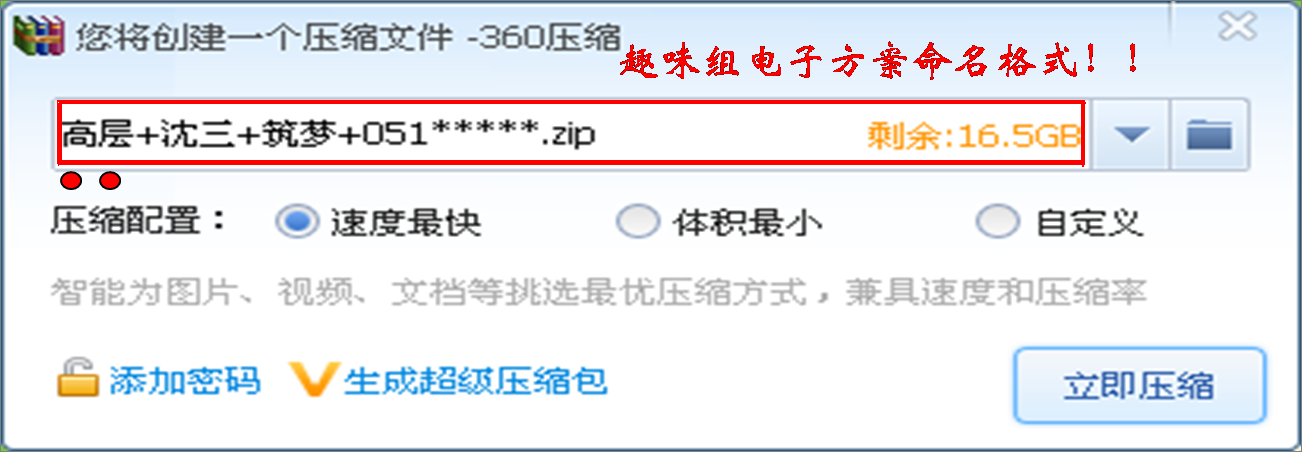 您将创建一个压缩文件 -360压缩
趣味组电子方案命名格式！！
高层+沈三+筑梦+051*****.zip 剩余:16.5GB
压缩配置： 速度最快 体积最小 自定义
智能为图片、视频、文档等挑选最优压缩方式，兼具速度和压缩率
添加密码 生成超级压缩包 立即压缩